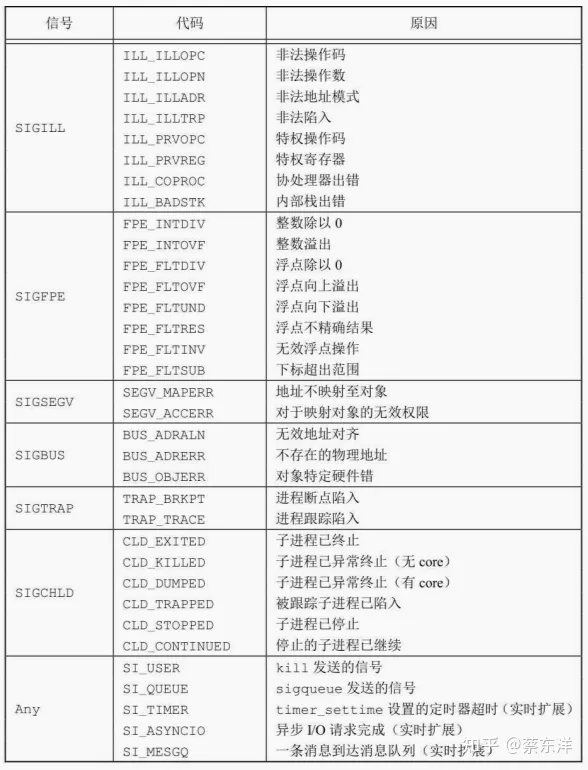 信号 代码 原因
SIGILL ILL_ILLOPC 非法操作码
ILL_ILLOPN 非法操作数
ILL_ILLADR 非法地址模式
ILL_ILLTRP 非法陷入
ILL_PRVOPC 特权操作码
ILL_PRVREG 特权寄存器
ILL_COPROC 协处理器出错
ILL_BADSTK 内部栈出错
SIGFPE FPE_INTDIV 整数除以 0
FPE_INTOVF 整数溢出
FPE_FLTDIV 浮点除以 0
FPE_FLTOVF 浮点向上溢出
FPE_FLTUND 浮点向下溢出
FPE_FLTRES 浮点不精确结果
FPE_FLTINV 无效浮点操作
FPE_FLTSUB 下标超出范围
SIGSEGV SEGV_MAPERR 地址不映射至对象
SEGV_ACCERR 对于映射对象的无效权限
SIGBUS BUS_ADRALN 无效地址对齐
BUS_ADRERR 不存在的物理地址
BUS_OBJERR 对象特定硬件错
SIGTRAP TRAP_BRKPT 进程断点陷入
TRAP_TRACE 进程跟踪陷入
SIGCHLD CLD_EXITED 子进程已终止
CLD_KILLED 子进程已异常终止（无 core）
CLD_DUMPED 子进程已异常终止（有 core）
CLD_TRAPPED 被跟踪子进程已陷入
CLD_STOPPED 子进程已停止
CLD_CONTINUED 停止的子进程已继续
Any SI_USER kill 发送的信号
SI_QUEUE sigqueue 发送的信号
SI_TIMER timer_settime 设置的定时器超时（实时扩展）
SI_ASYNCIO 异步 I/O 请求完成（实时扩展）
SI_MESGQ 一条消息到达消息队列（实时扩展）
知乎 @蔡东洋